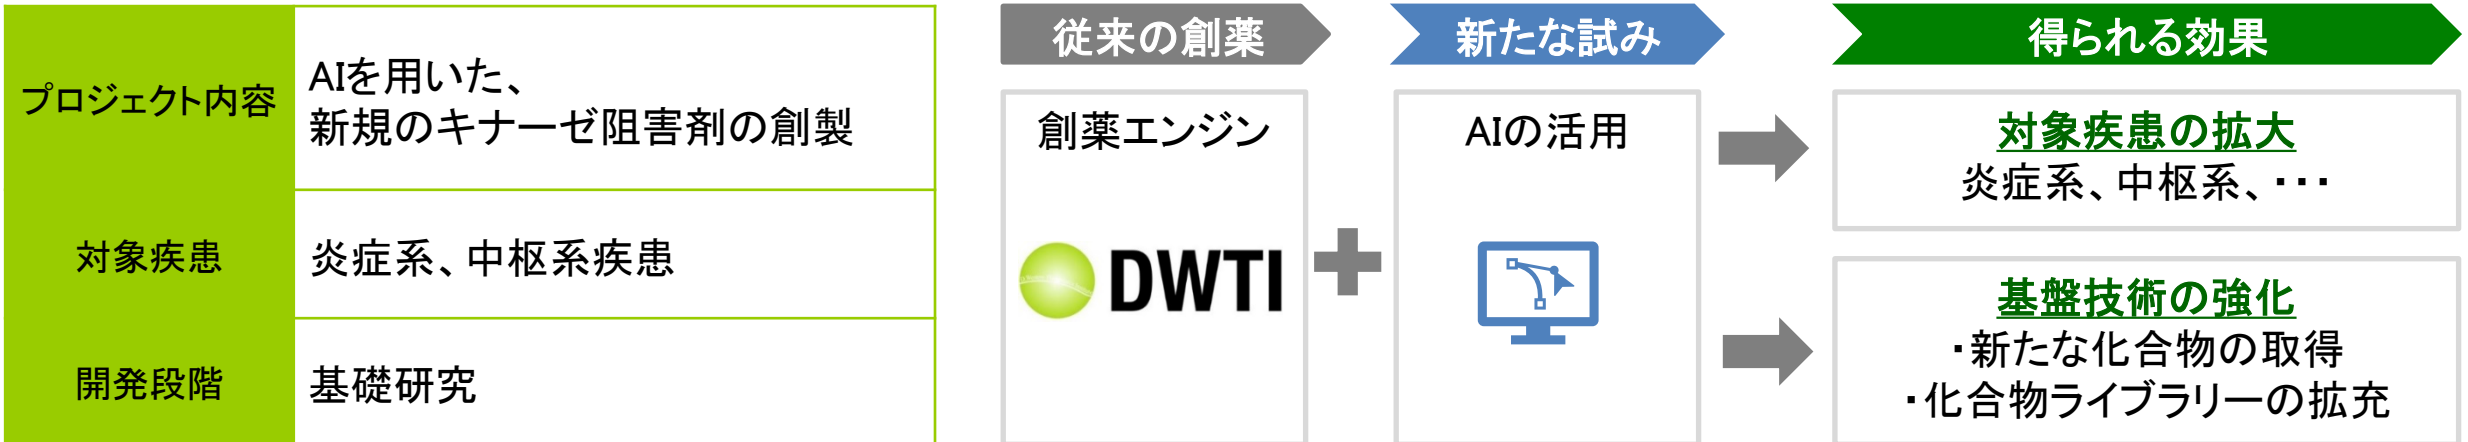 プロジェクト内容
AIを用いた、
新規のキナーゼ阻害剤の創製
対象疾患
炎症系、中枢系疾患
開発段階
基礎研究
従来の創薬
創薬エンジン
DWTI
新たな試み
AIの活用
得られる効果
対象疾患の拡大
炎症系、中枢系、・・・
基盤技術の強化
・新たな化合物の取得
・化合物ライブラリーの拡充